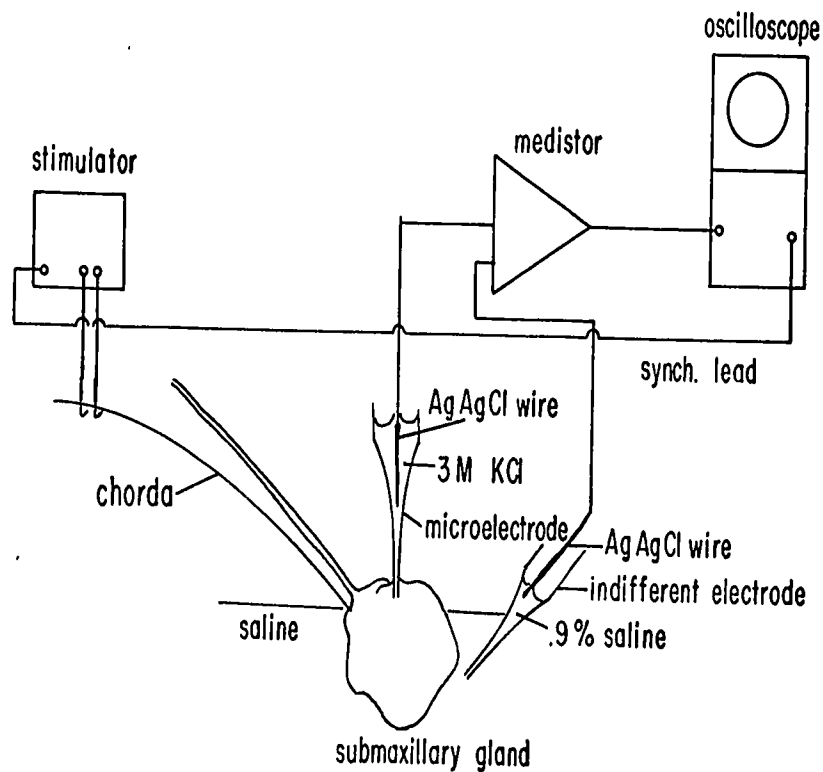 oscilloscope
medistor
stimulator
synch. lead
Ag AgCl wire
3M KCl
chorda
microelectrode
Ag AgCl wire
indifferent electrode
saline
.9% saline
submaxillary gland